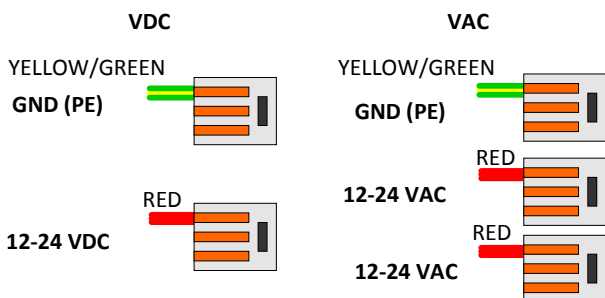 VDC
YELLOW/GREEN
GND (PE)
RED
12-24 VDC
VAC
YELLOW/GREEN
GND (PE)
RED
12-24 VAC
RED
12-24 VAC